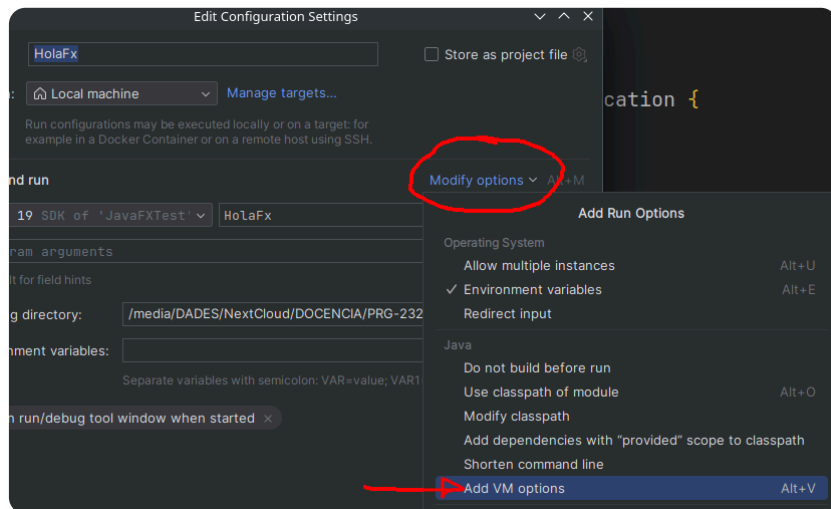 Edit Configuration Settings
HolaFx
Store as project file
cation {
: Local machine
Manage targets...
Run configurations may be executed locally or on a target: for
example in a Docker Container or on a remote host using SSH.
nd run
Modify options
Alt+M
19 SDK of 'JavaFXTest'
HolaFx
Add Run Options
ram arguments
Operating System
Allow multiple instances Alt+U
lt for field hints
Environment variables Alt+E
g directory:
/media/DADES/NextCloud/DOCENCIA/PRG-232
Redirect input
Java
nment variables:
Do not build before run
Separate variables with semicolon: VAR=value; VAR1
Use classpath of module Alt+O
n run/debug tool window when started
Modify classpath
Add dependencies with "provided" scope to classpath
Shorten command line
Add VM options Alt+V